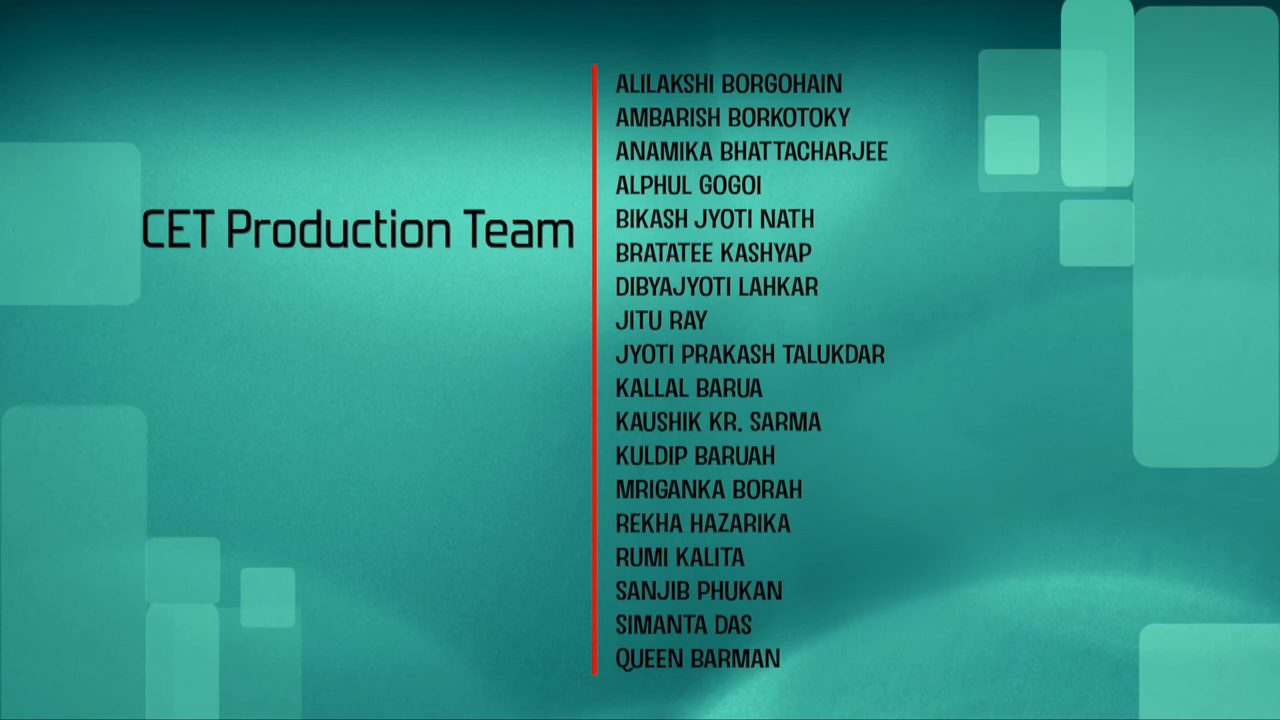 CET Production Team
ALILAKSHI BORGOHAIN
AMBARISH BORKOTOKY
ANAMIKA BHATTACHARJEE
ALPHUL GOGOI
BIKASH JYOTI NATH
BRATATEE KASHYAP
DIBYAJYOTI LAHKAR
JITU RAY
JYOTI PRAKASH TALUKDAR
KALLAL BARUA
KAUSHIK KR. SARMA
KULDIP BARUAH
MRIGANKA BORAH
REKHA HAZARIKA
RUMI KALITA
SANJIB PHUKAN
SIMANTA DAS
QUEEN BARMAN